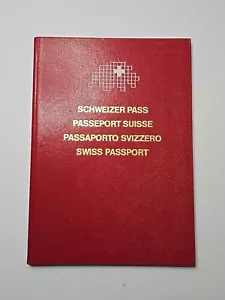 SCHWEIZER PASS
PASSEPORT SUISSE
PASSAPORTO SVIZZERO
SWISS PASSPORT